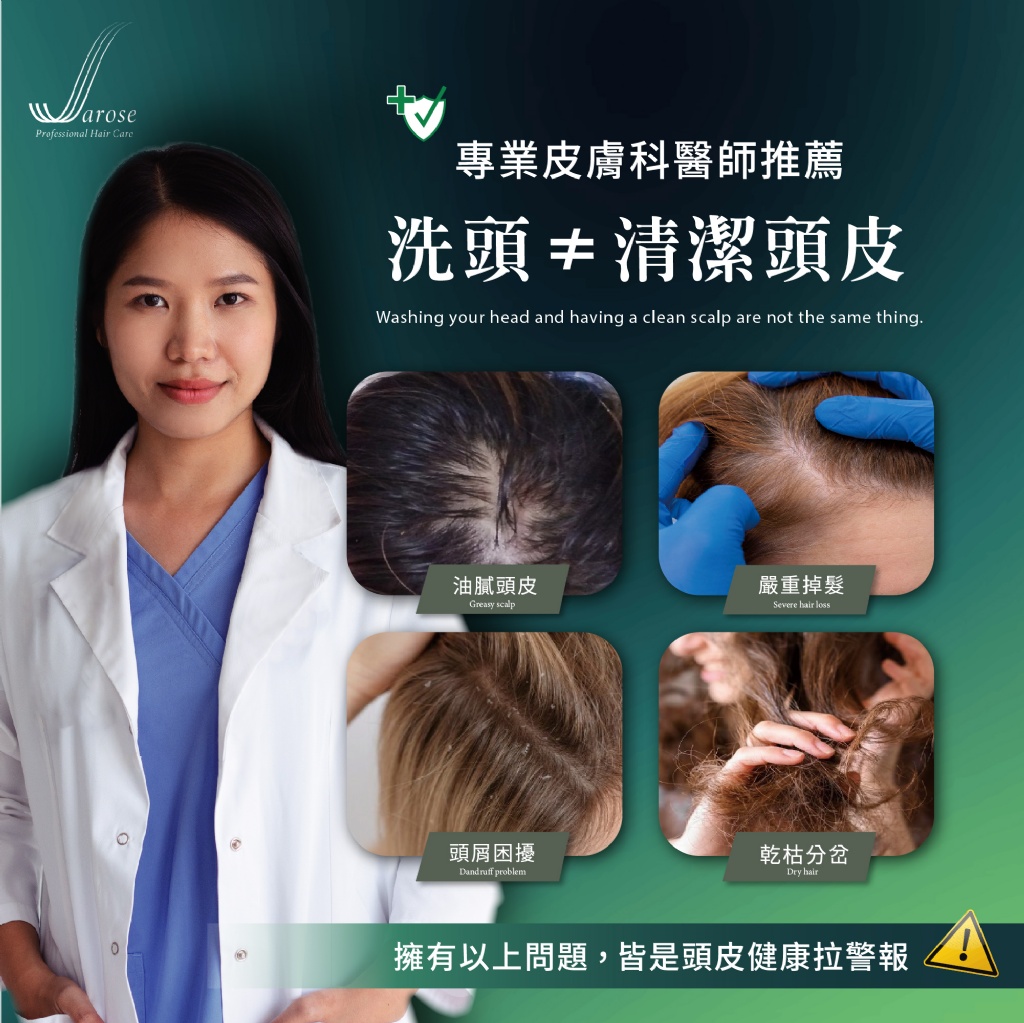 Jarose
Professional Hair Care
專業皮膚科醫師推薦
洗頭≠清潔頭皮
Washing your head and having a clean scalp are not the same thing.
油膩頭皮
Greasy scalp
嚴重掉髮
Severe hair loss
頭屑困擾
Dandruff problem
乾枯分岔
Dry hair
擁有以上問題，皆是頭皮健康拉警報